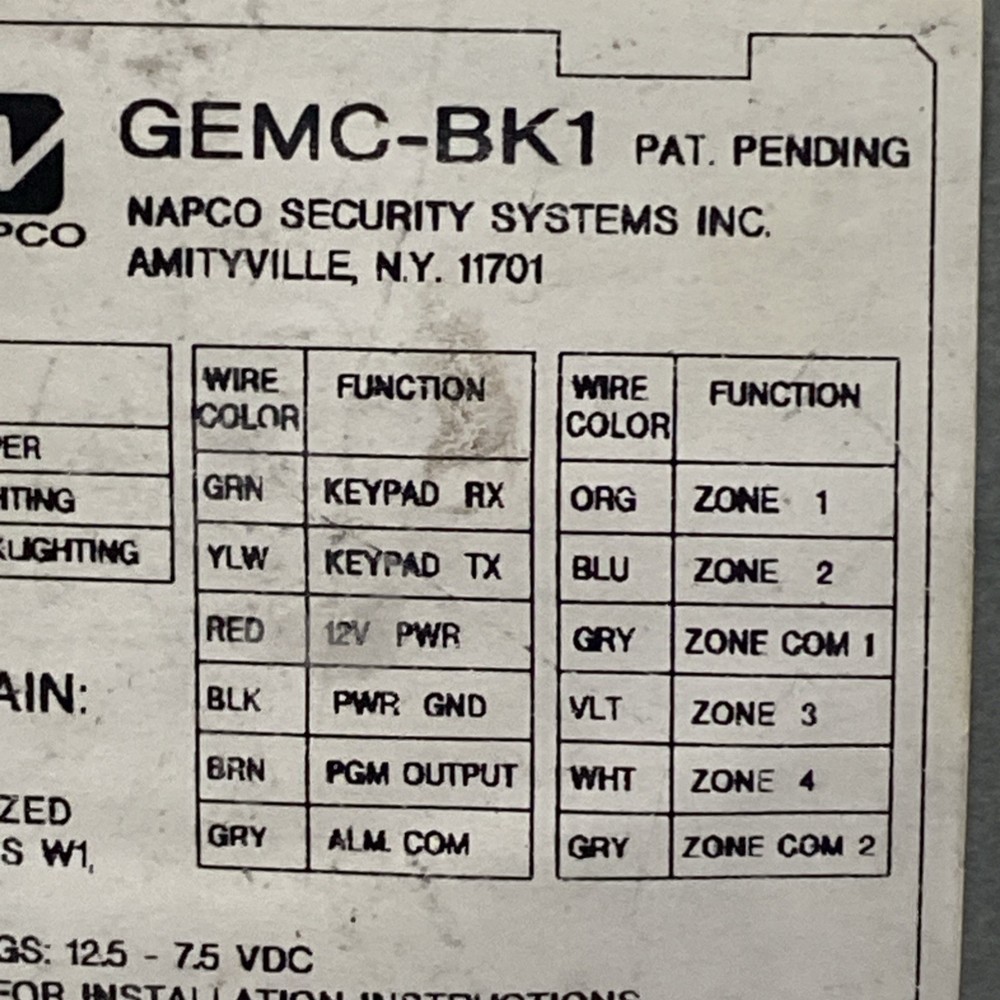 GEMC-BK1 PAT. PENDING
PCO
NAPCO SECURITY SYSTEMS INC.
AMITYVILLE, N.Y. 11701
WIRE COLOR FUNCTION
GRN KEYPAD RX
YLW KEYPAD TX
RED 12V PWR
BLK PWR GND
BRN PGM OUTPUT
GRY ALM. COM
WIRE COLOR FUNCTION
ORG ZONE 1
BLU ZONE 2
GRY ZONE COM 1
VLT ZONE 3
WHT ZONE 4
GRY ZONE COM 2
PER
HTING
KLIGHTING
AIN:
ZED
S W1,
GS: 12.5 - 7.5 VDC
FOR INSTALLATION INSTRUCTIONS